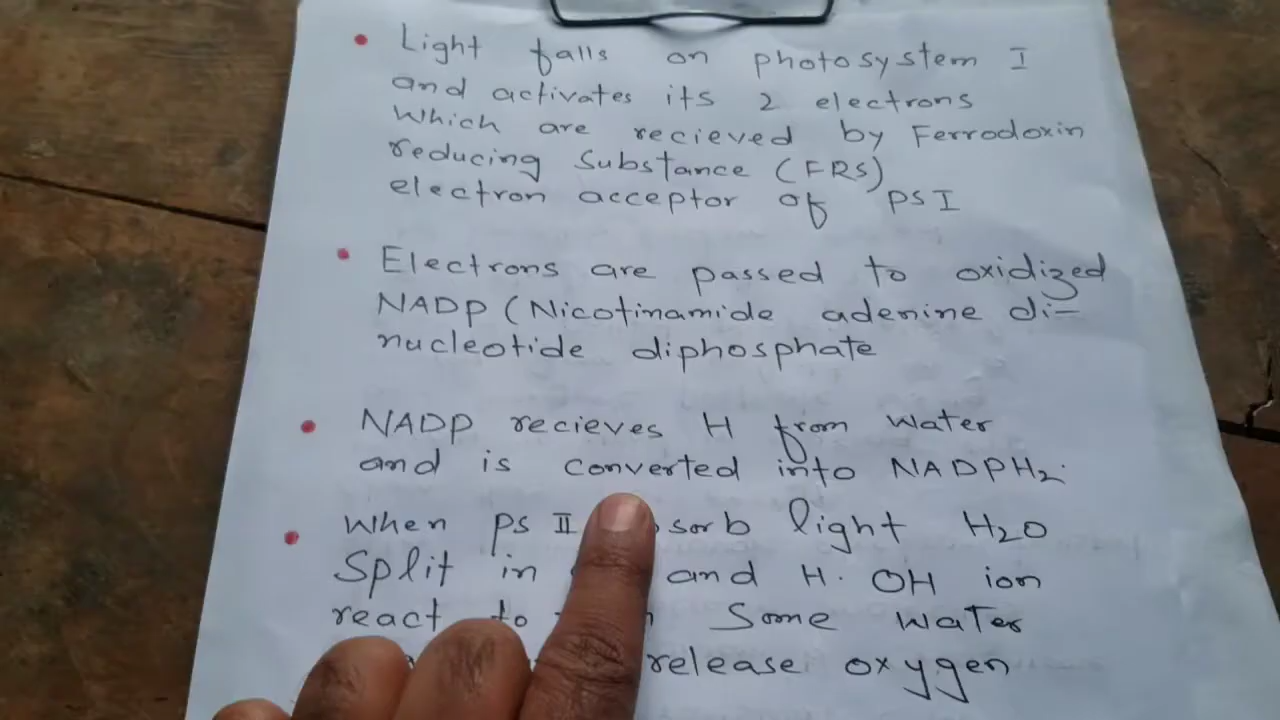 Light falls on photosystem I
and activates its 2 electrons
Which are recieved by Ferrodoxin
reducing Substance (FRS)
electron acceptor of PS I
Electrons are passed to oxidized
NADP (Nicotinamide adenine di-
nucleotide diphosphate
NADP recieves H from Water
and is converted into NADPH2.
When PS II light H2O
Split in and H. OH ion
react to Some Water
release oxygen